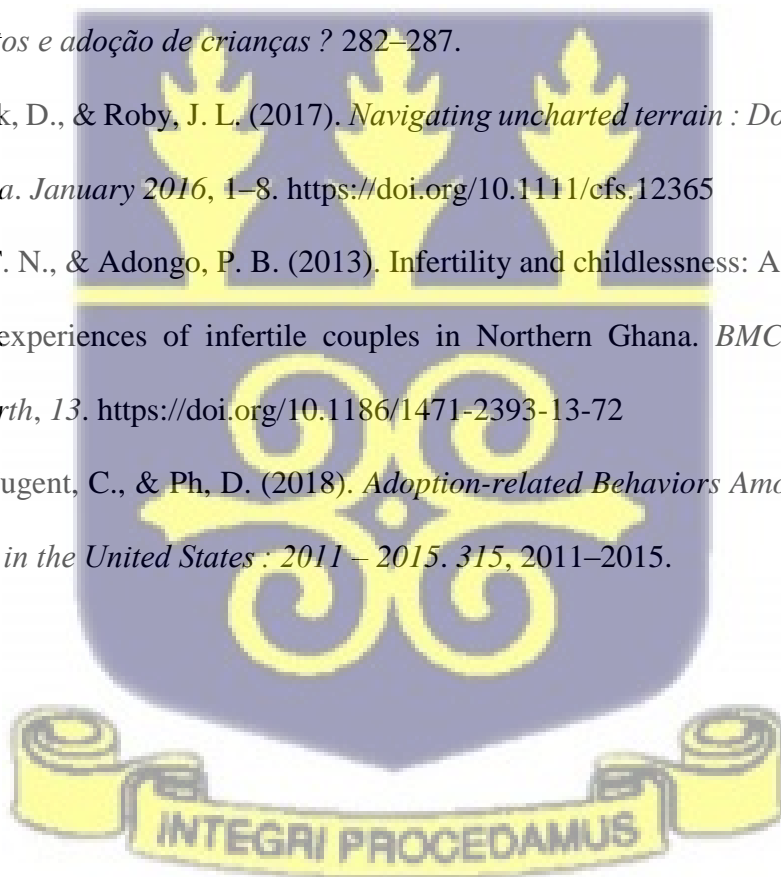 tos e adoção de crianças ? 282–287.
k, D., & Roby, J. L. (2017). Navigating uncharted terrain : Do
a. January 2016, 1–8. https://doi.org/10.1111/cfs.12365
. N., & Adongo, P. B. (2013). Infertility and childlessness: A
experiences of infertile couples in Northern Ghana. BMC
rth, 13. https://doi.org/10.1186/1471-2393-13-72
ugent, C., & Ph, D. (2018). Adoption-related Behaviors Amo
in the United States : 2011 – 2015. 315, 2011–2015.
INTEGRI PROCEDAMUS